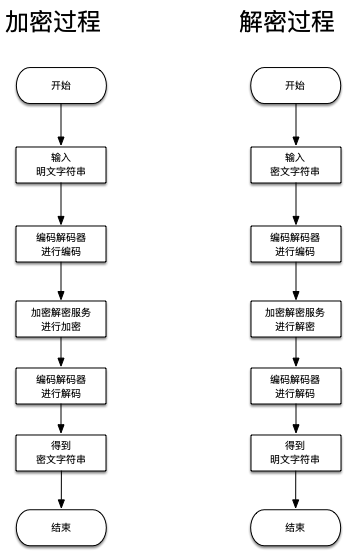 加密过程
开始
输入
明文字符串
编码解码器
进行编码
加密解密服务
进行加密
编码解码器
进行解码
得到
密文字符串
结束
解密过程
开始
输入
密文字符串
编码解码器
进行编码
加密解密服务
进行解密
编码解码器
进行解码
得到
明文字符串
结束